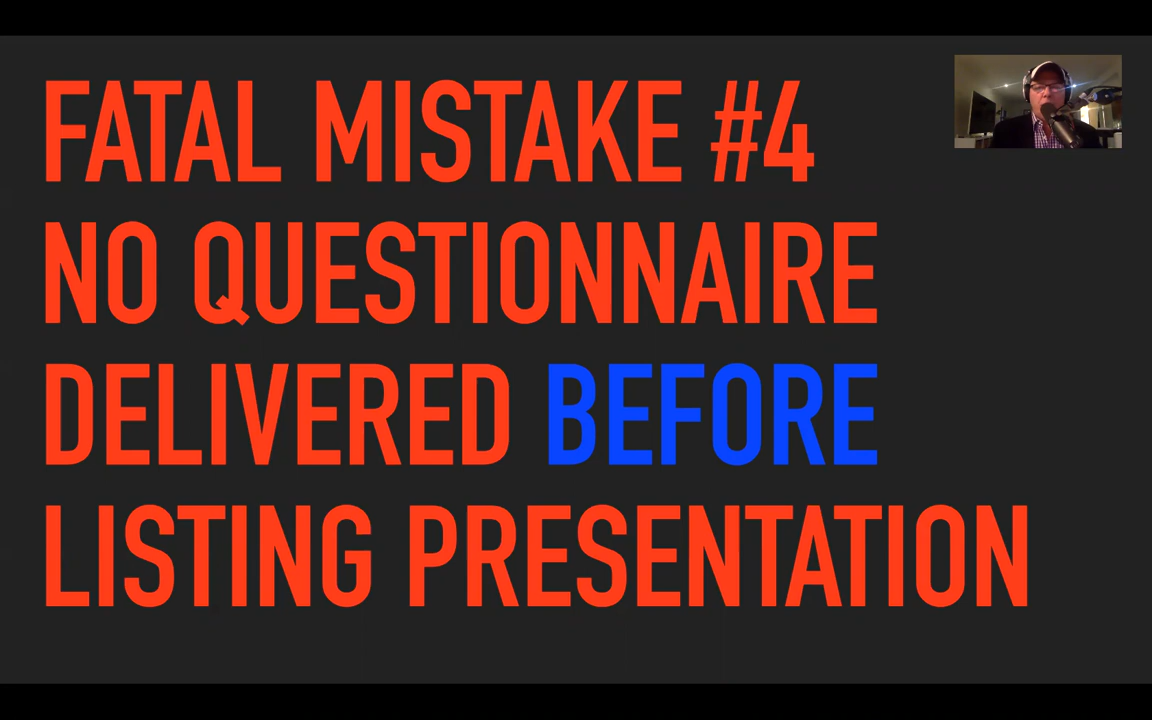 FATAL MISTAKE #4
NO QUESTIONNAIRE
DELIVERED BEFORE
LISTING PRESENTATION